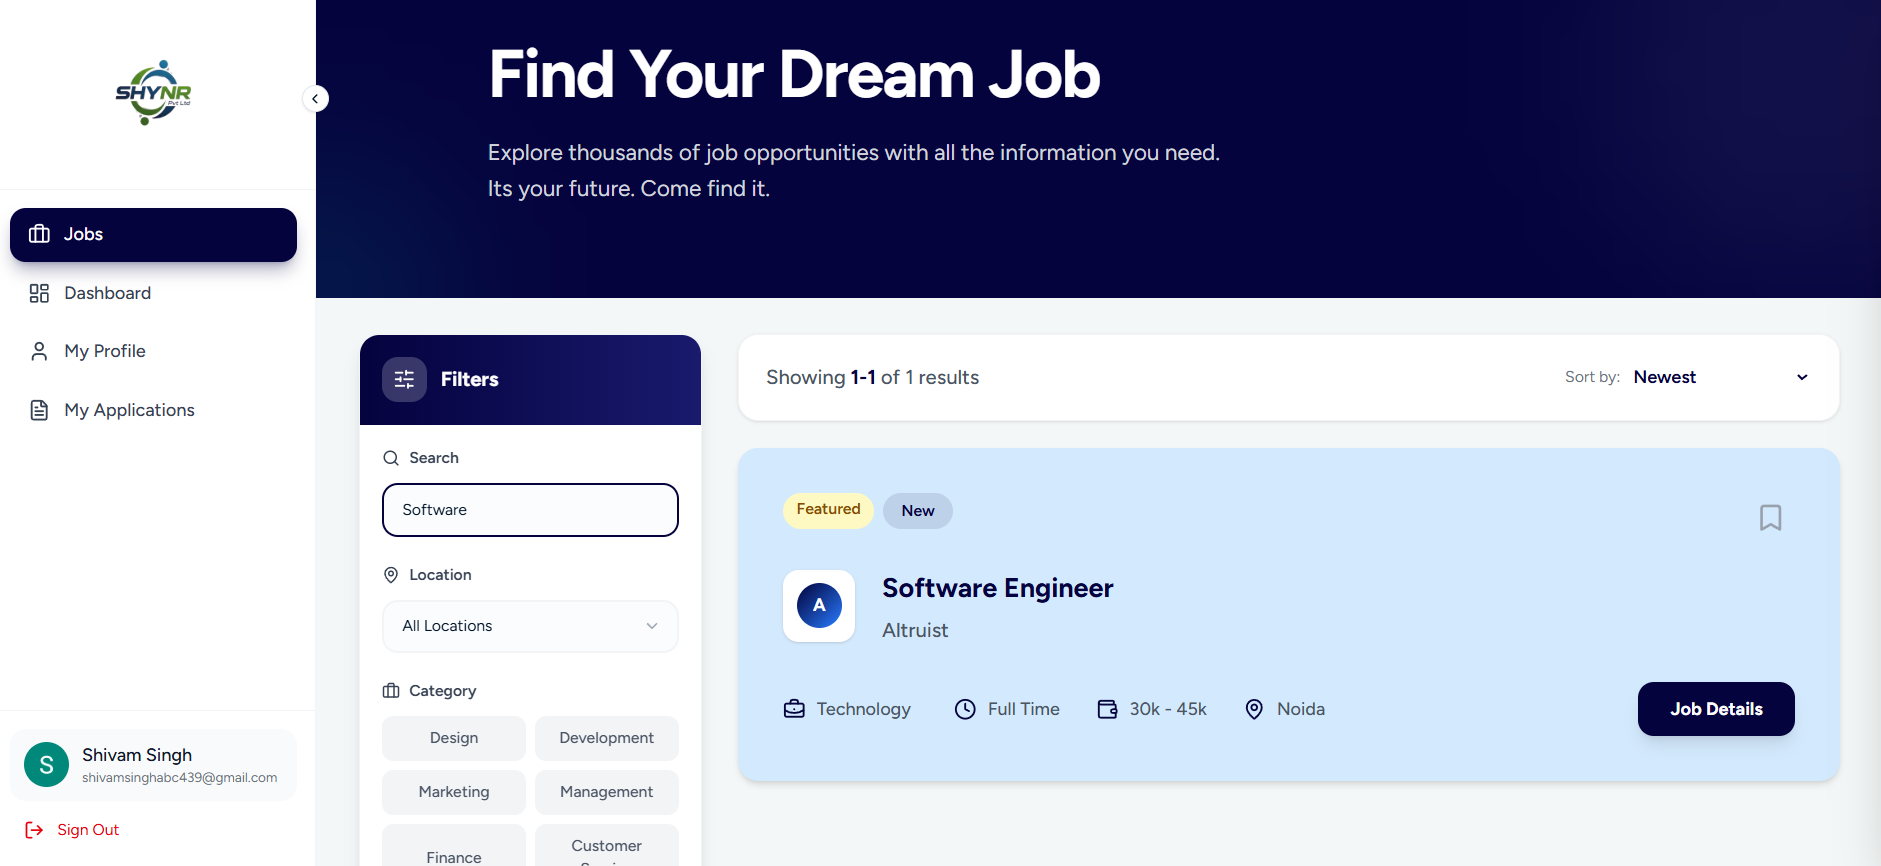 SHYNR
Pvt Ltd
Jobs
Dashboard
My Profile
My Applications
Shivam Singh
shivamsinghabc439@gmail.com
Sign Out
Find Your Dream Job
Explore thousands of job opportunities with all the information you need.
Its your future. Come find it.
Filters
Search
Software
Location
All Locations
Category
Design
Development
Marketing
Management
Finance
Customer
Showing 1-1 of 1 results
Sort by: Newest
Featured
New
A
Software Engineer
Altruist
Technology
Full Time
30k - 45k
Noida
Job Details
S